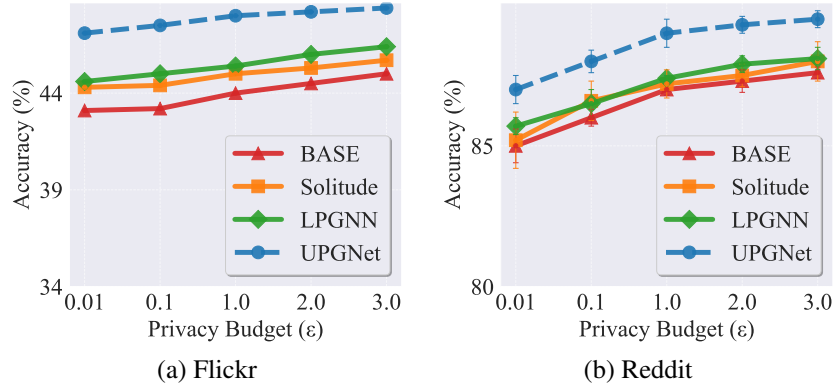 Accuracy (%)
44
39
34
BASE
Solitude
LPGNN
UPGNet
0.01 0.1 1.0 2.0 3.0
Privacy Budget (ε)
(a) Flickr
Accuracy (%)
85
80
BASE
Solitude
LPGNN
UPGNet
0.01 0.1 1.0 2.0 3.0
Privacy Budget (ε)
(b) Reddit